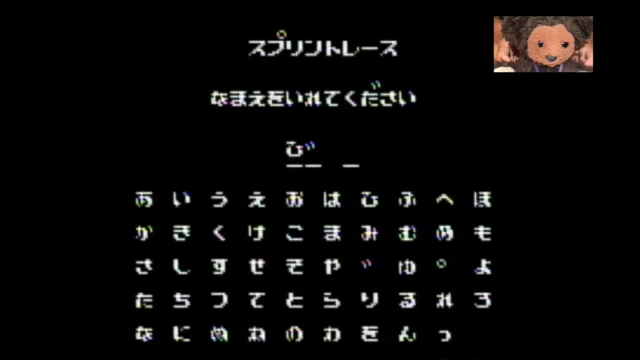 スプリントレース
なまえをいれてください
び
あ い う え お は ひ ふ へ ほ
か き く け こ ま み む め も
さ し す せ そ や ゛ ゆ ゜ よ
た ち つ て と ら り る れ ろ
な に ぬ ね の わ を ん っ